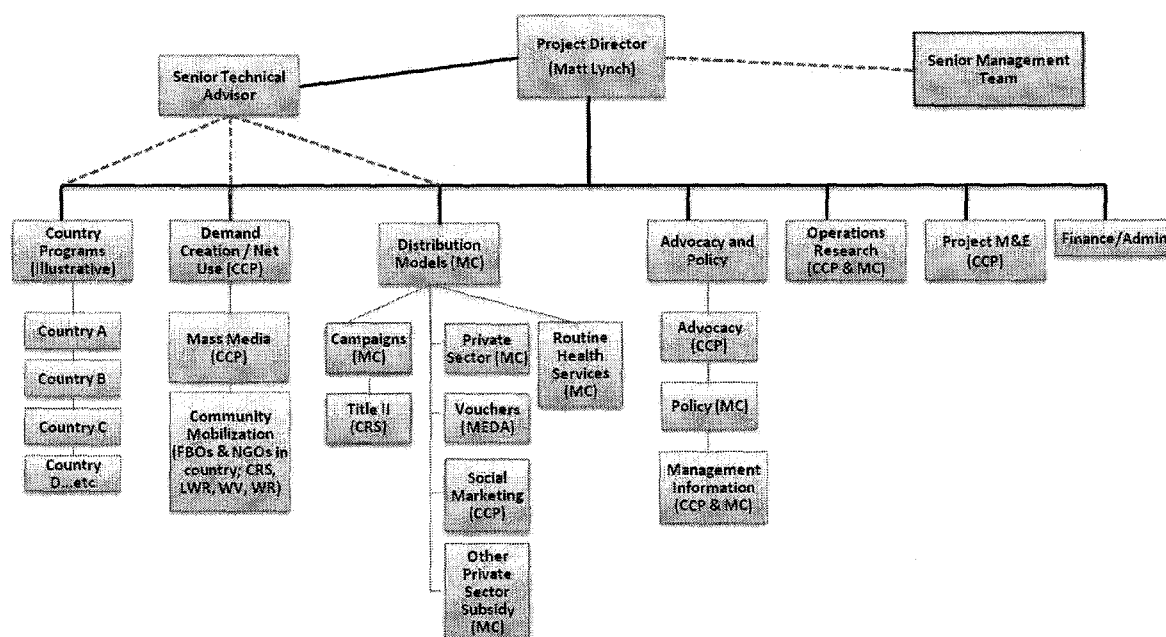 Project Director
(Matt Lynch)
Senior Technical
Advisor
Senior Management
Team
Country
Programs
(Illustrative)
Country A
Country B
Country C
Country
D...etc
Demand
Creation / Net
Use (CCP)
Mass Media
(CCP)
Community
Mobilization
(FBOs & NGOs in
country; CRS,
LWR, WV, WR)
Distribution
Models (MC)
Campaigns
(MC)
Title II
(CRS)
Private
Sector (MC)
Vouchers
(MEDA)
Social
Marketing
(CCP)
Other
Private
Sector
Subsidy
(MC)
Routine
Health
Services
(MC)
Advocacy and
Policy
Advocacy
(CCP)
Policy (MC)
Management
Information
(CCP & MC)
Operations
Research
(CCP & MC)
Project M&E
(CCP)
Finance/Admin